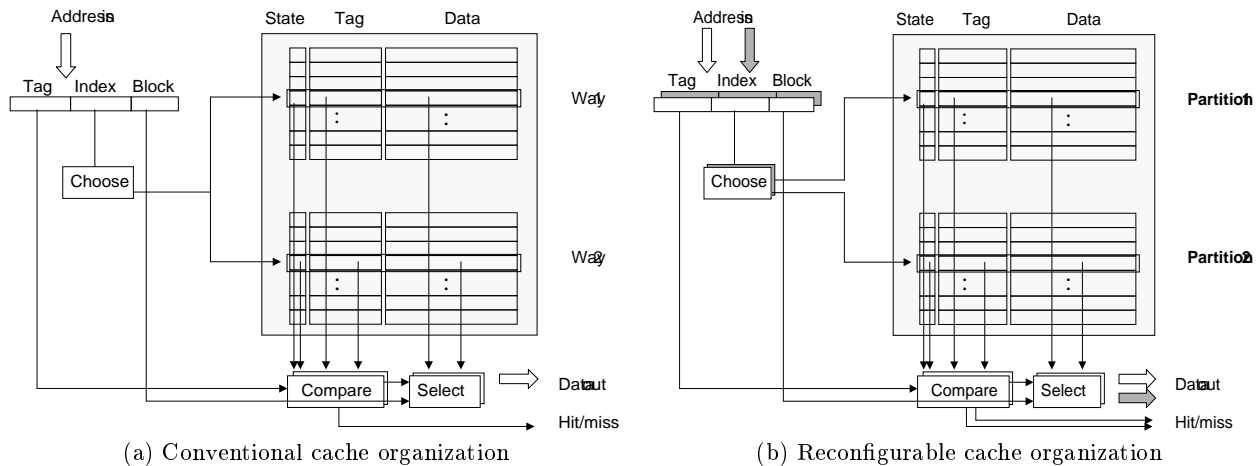 Address in
State Tag Data
Tag Index Block
Way 1
Choose
Way 2
Compare
Select
Data out
Hit/miss
(a) Conventional cache organization
Address in
State Tag Data
Tag Index Block
Partition 1
Choose
Partition 2
Compare
Select
Data out
Hit/miss
(b) Reconfigurable cache organization